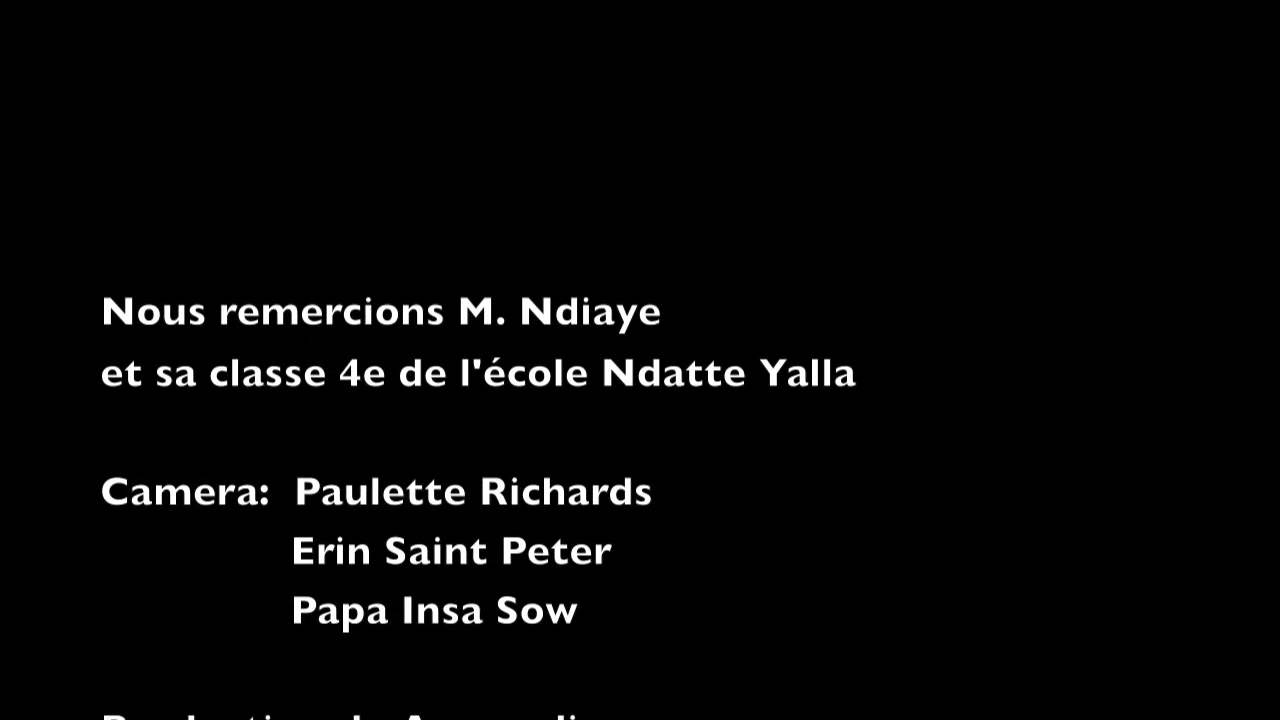 Nous remercions M. Ndiaye
et sa classe 4e de l'école Ndatte Yalla
Camera: Paulette Richards
Erin Saint Peter
Papa Insa Sow